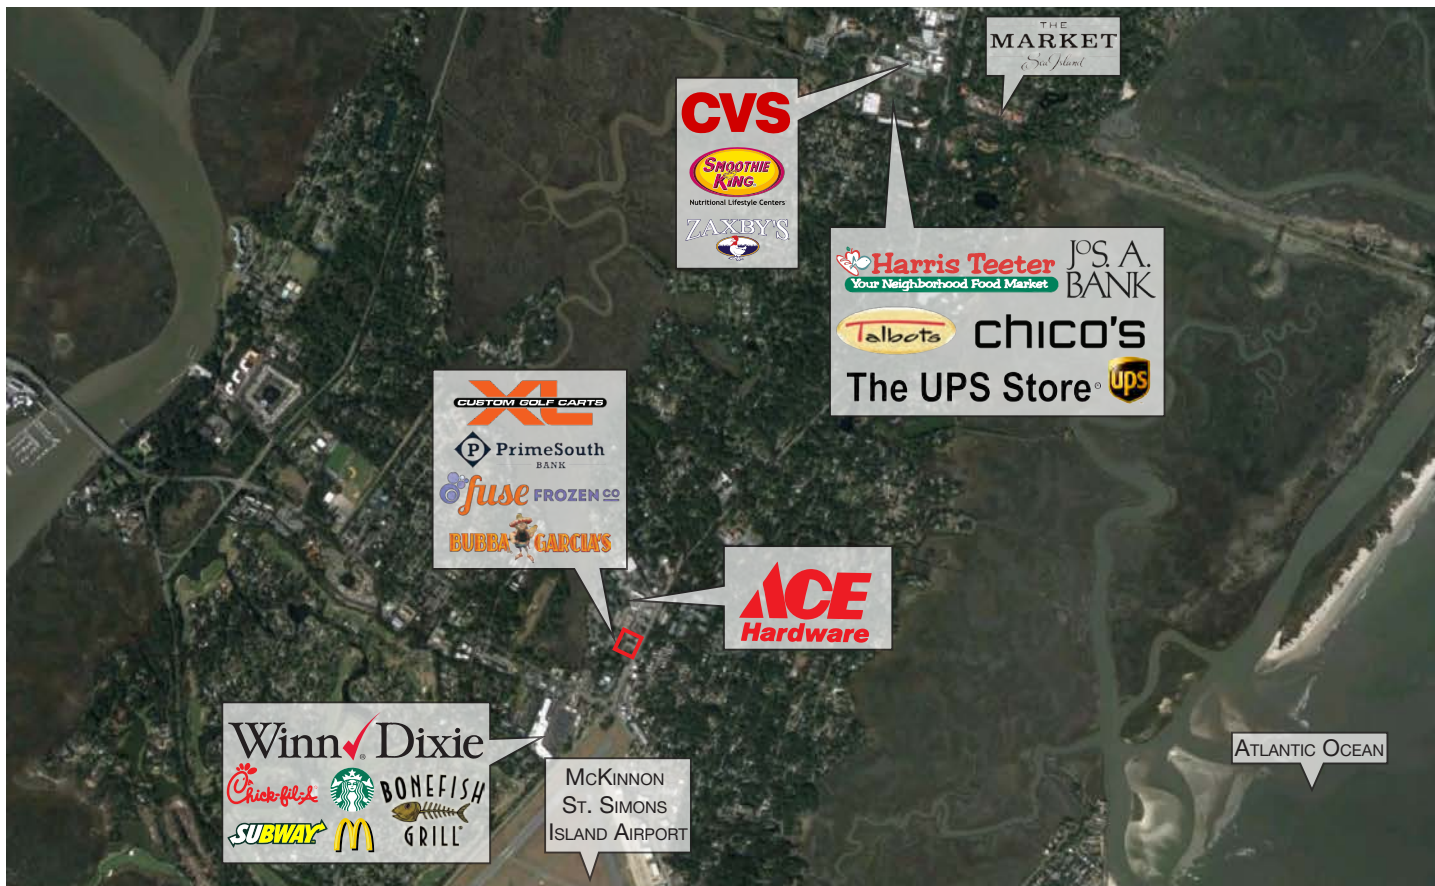 THE
MARKET
Sea Island
CVS
SMOOTHIE
KING
Nutritional Lifestyle Centers
ZAXBY'S
Harris Teeter
Your Neighborhood Food Market
JoS. A.
BANK
Talbots
CHICO'S
The UPS Store®
ups
XL
CUSTOM GOLF CARTS
P
PrimeSouth
BANK
fuse FROZEN CO
BUBBA GARCIA'S
ACE
Hardware
Winn Dixie®
Chick-fil-A
BONEFISH
GRILL
SUBWAY
M
MCKINNON
ST. SIMONS
ISLAND AIRPORT
ATLANTIC OCEAN